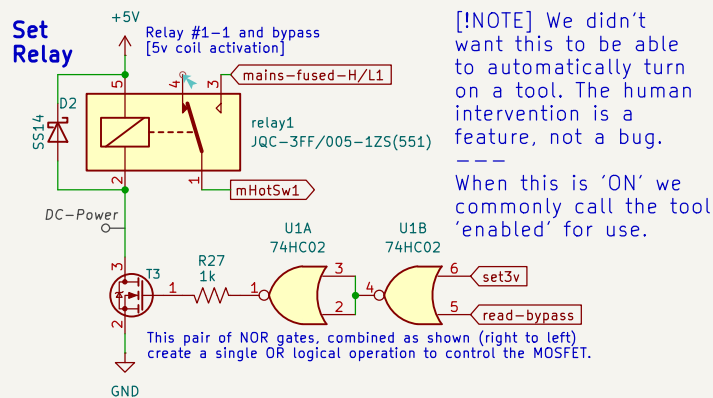 Set
Relay
+5V
Relay #1-1 and bypass
[5v coil activation]
[!NOTE] We didn't
want this to be able
to automatically turn
on a tool. The human
intervention is a
feature, not a bug.
---
When this is 'ON' we
commonly call the tool
'enabled' for use.
5
4
3
mains-fused-H/L1
D2
SS14
relay1
JQC-3FF/005-1ZS(551)
2
1
mHotSw1
DC-Power
U1A
74HC02
U1B
74HC02
3
T3
1
R27
1k
1
3
2
4
6
set3v
5
read-bypass
2
This pair of NOR gates, combined as shown (right to left)
create a single OR logical operation to control the MOSFET.
GND